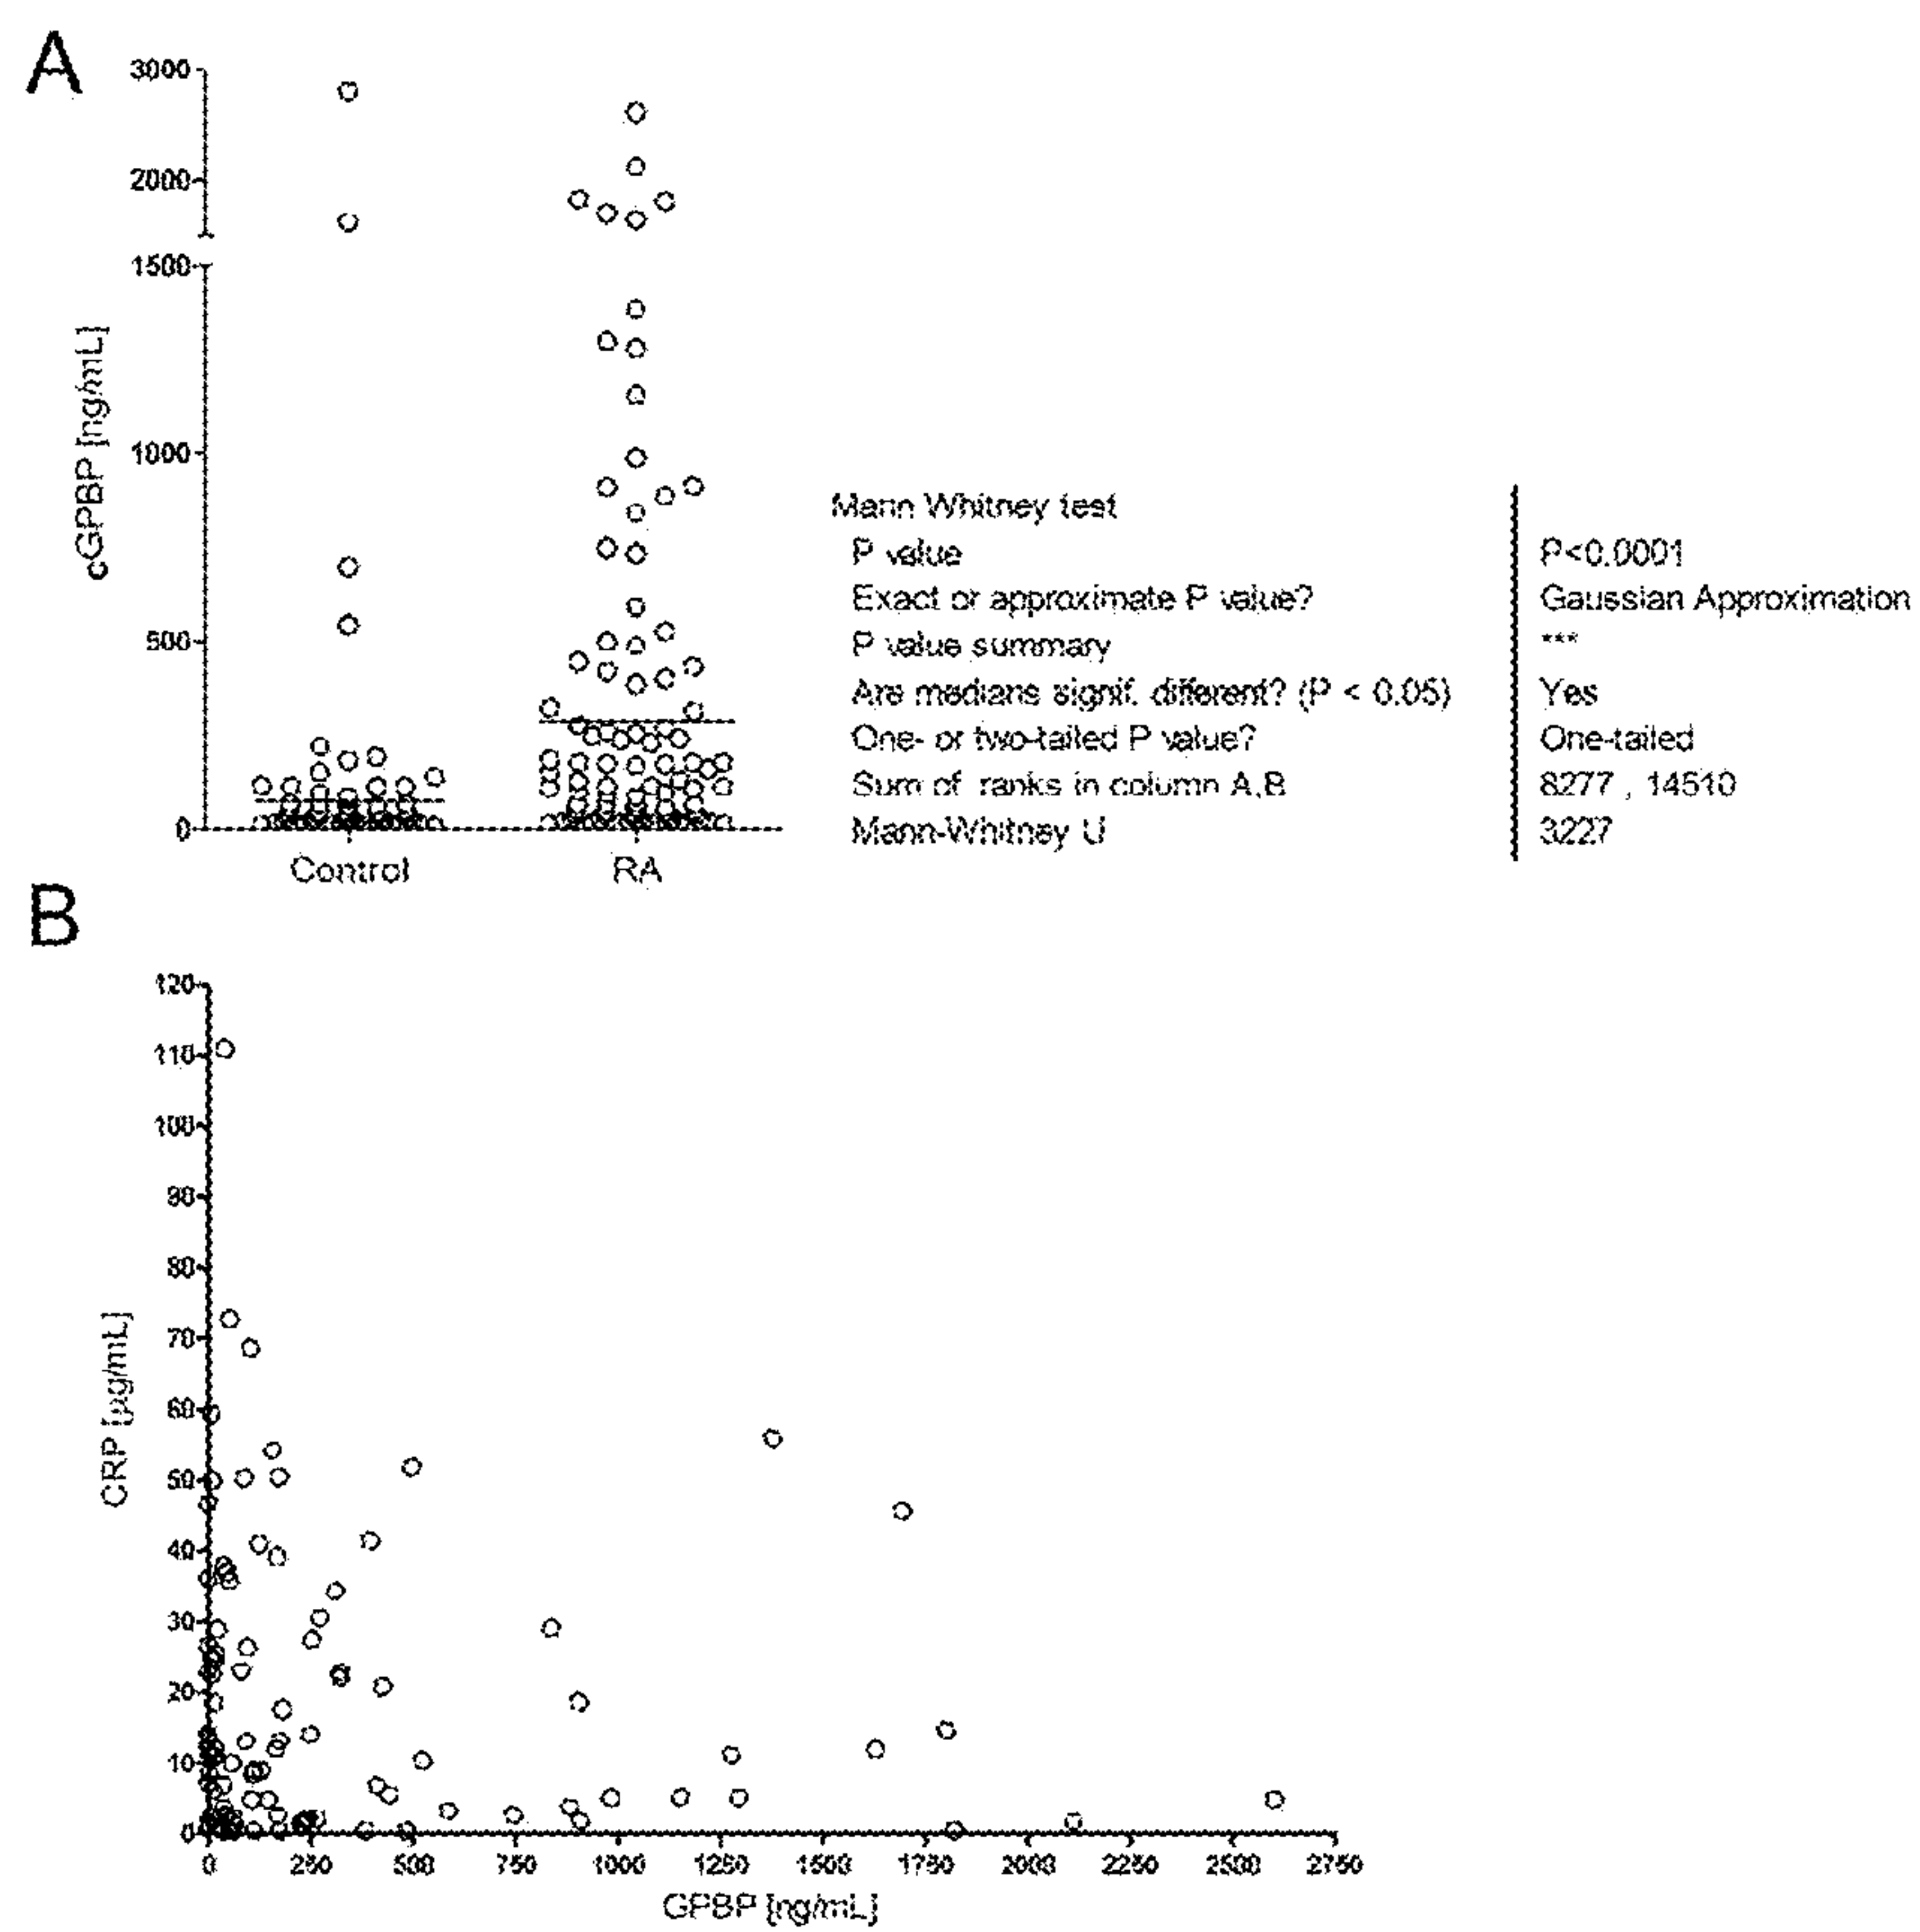 A
3000
2000
1500
1000
500
0
cGPBP [ng/mL]
Control
RA
Mann Whitney test
P value P<0.0001
Exact or approximate P value? Gaussian Approximation
P value summary ***
Are medians signif. different? (P < 0.05) Yes
One- or two-tailed P value? One-tailed
Sum of ranks in column A,B 8277 , 14510
Mann-Whitney U 3227
B
120
110
100
90
80
70
60
50
40
30
20
10
0
CRP [µg/mL]
0 250 500 750 1000 1250 1500 1750 2000 2250 2500 2750
GPBP [ng/mL]